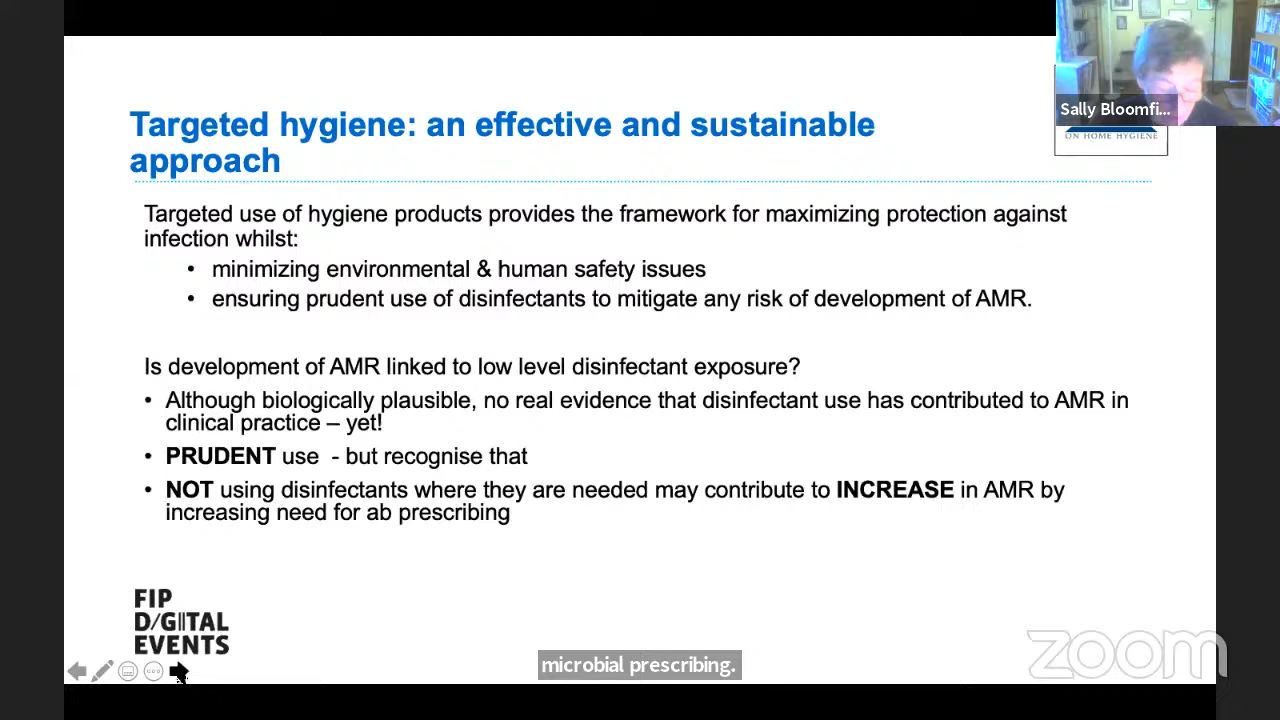 Targeted hygiene: an effective and sustainable
approach
Sally Bloomfi...
ON HOME HYGIENE
Targeted use of hygiene products provides the framework for maximizing protection against
infection whilst:
• minimizing environmental & human safety issues
• ensuring prudent use of disinfectants to mitigate any risk of development of AMR.
Is development of AMR linked to low level disinfectant exposure?
• Although biologically plausible, no real evidence that disinfectant use has contributed to AMR in
clinical practice – yet!
• PRUDENT use - but recognise that
• NOT using disinfectants where they are needed may contribute to INCREASE in AMR by
increasing need for ab prescribing
FIP
D/GITAL
EVENTS
microbial prescribing.
zoom